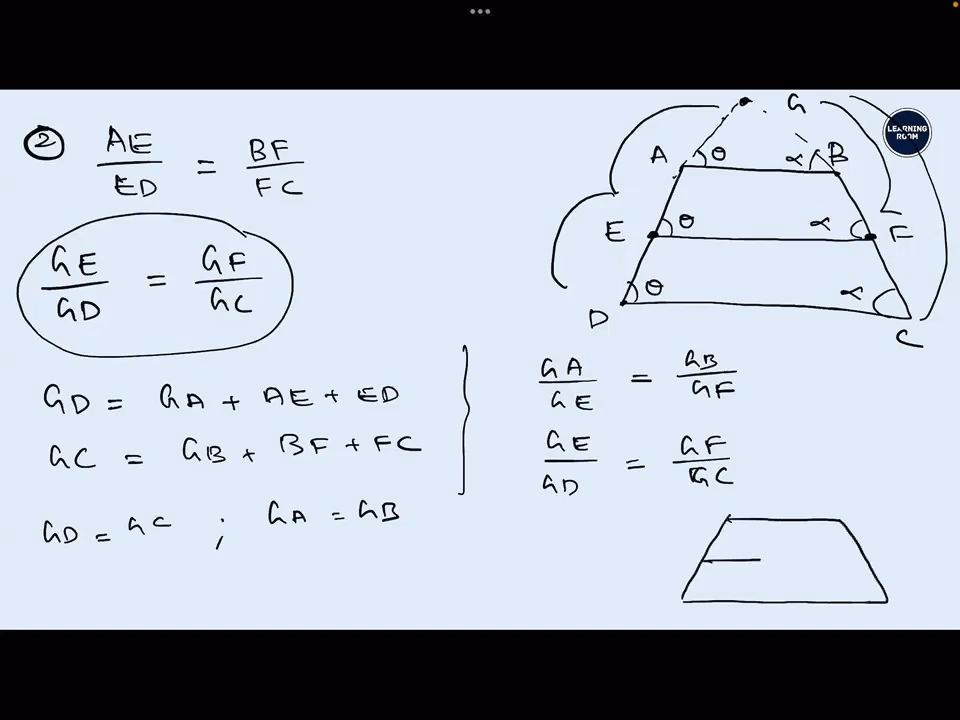 ② AE/ED = BF/FC
GE/GD = GF/GC
GD = GA + AE + ED
GC = GB + BF + FC
GD = GC ; GA = GB
G
LEARNING
ROOM
A θ α B
E θ α F
D θ α C
GA/GE = GB/GF
GE/GD = GF/GC